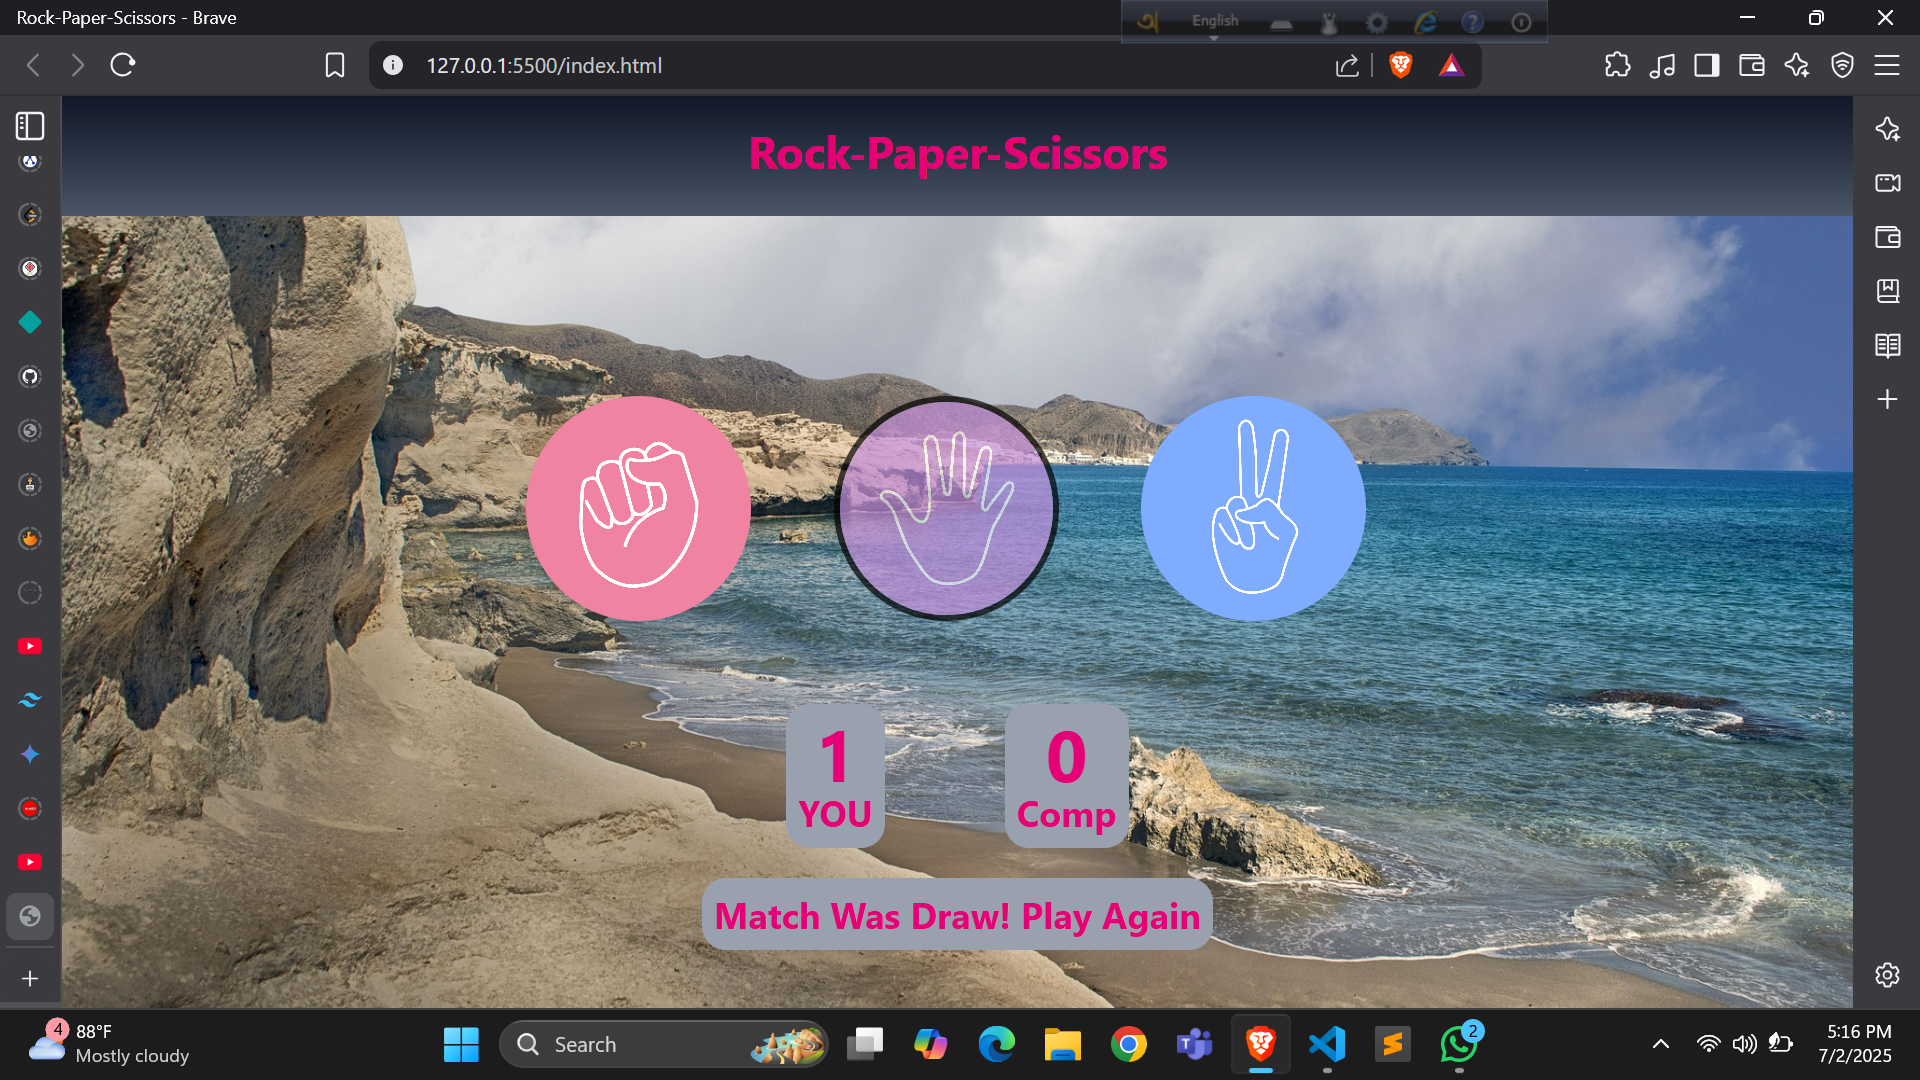 Rock-Paper-Scissors - Brave
English
127.0.0.1:5500/index.html
Rock-Paper-Scissors
1
YOU
0
Comp
Match Was Draw! Play Again
4
88°F
Mostly cloudy
Search
T
2
5:16 PM
7/2/2025